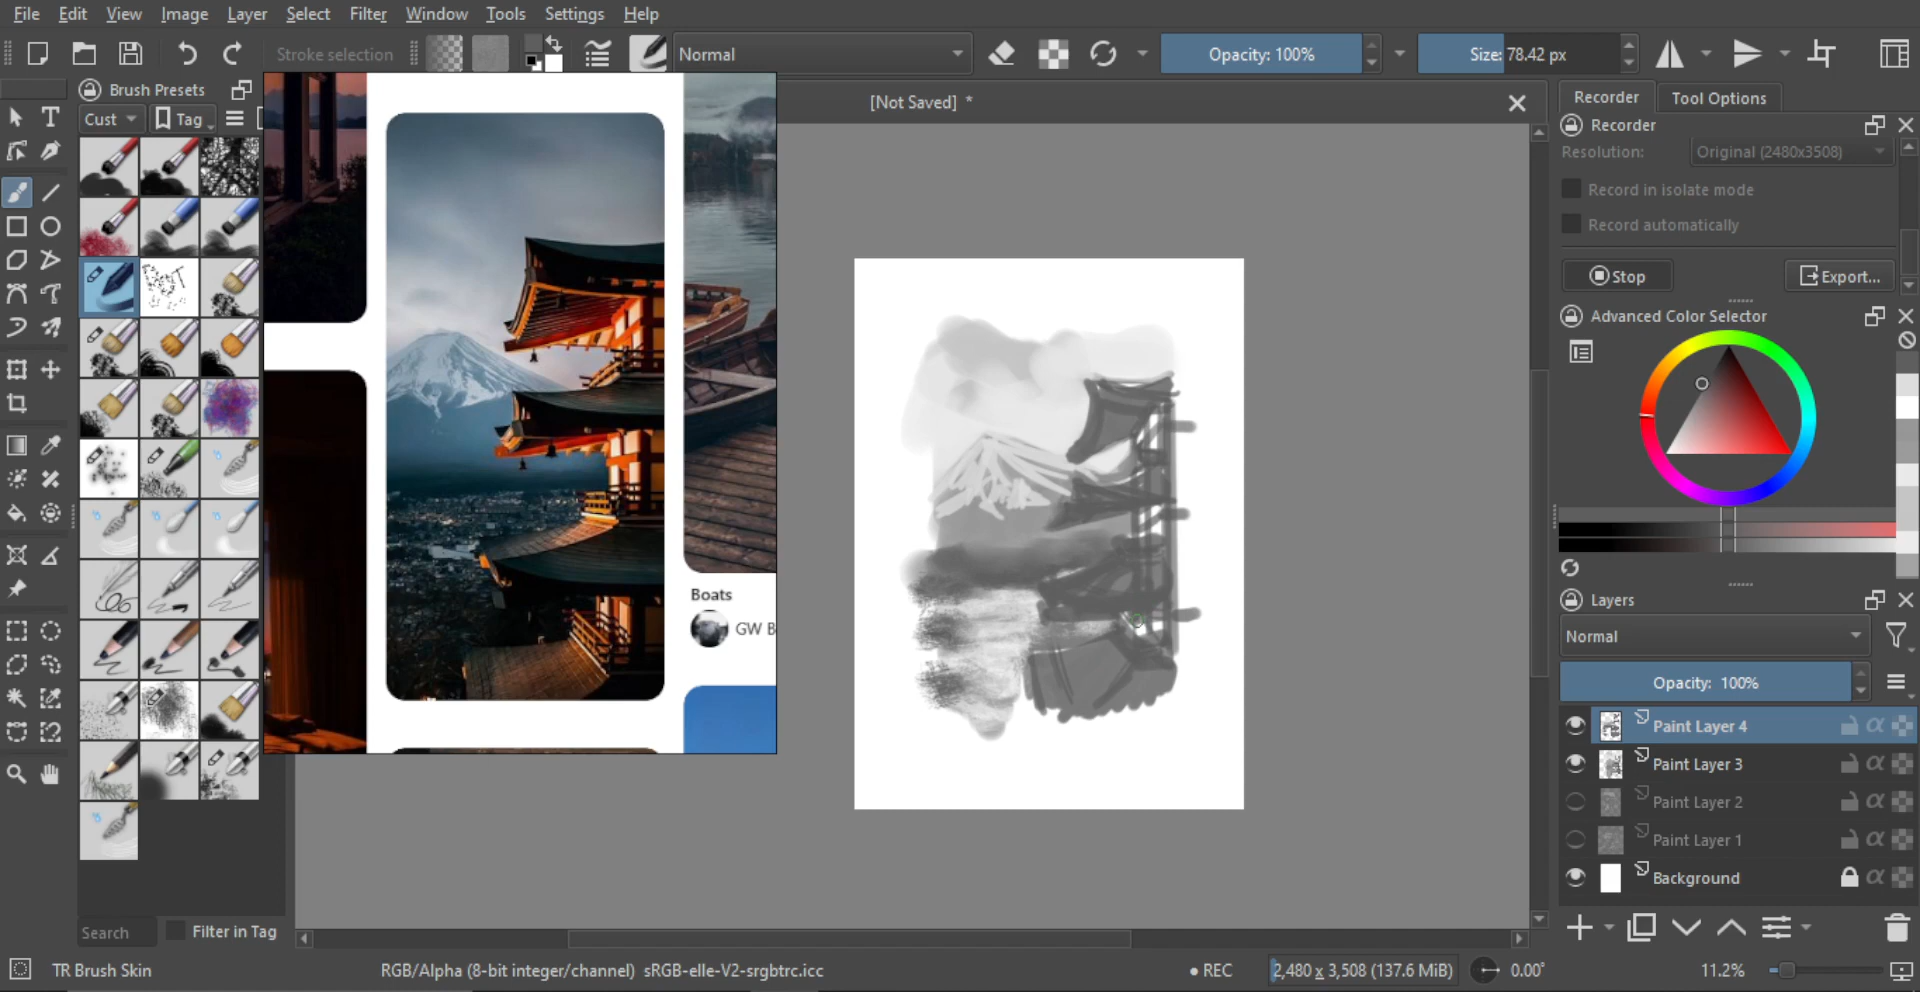 File Edit View Image Layer Select Filter Window Tools Settings Help
Stroke selection Normal Opacity: 100% Size: 78.42 px
Brush Presets
Cust Tag
[Not Saved] *
Recorder Tool Options
Recorder
Resolution: Original (2480x3508)
Record in isolate mode
Record automatically
Stop Export...
Advanced Color Selector
Boats
GW B
Layers
Normal
Opacity: 100%
Paint Layer 4
Paint Layer 3
Paint Layer 2
Paint Layer 1
Background
Search Filter in Tag
TR Brush Skin RGB/Alpha (8-bit integer/channel) sRGB-elle-V2-srgbtrc.icc • REC 2,480 x 3,508 (137.6 MiB) 0.00° 11.2%